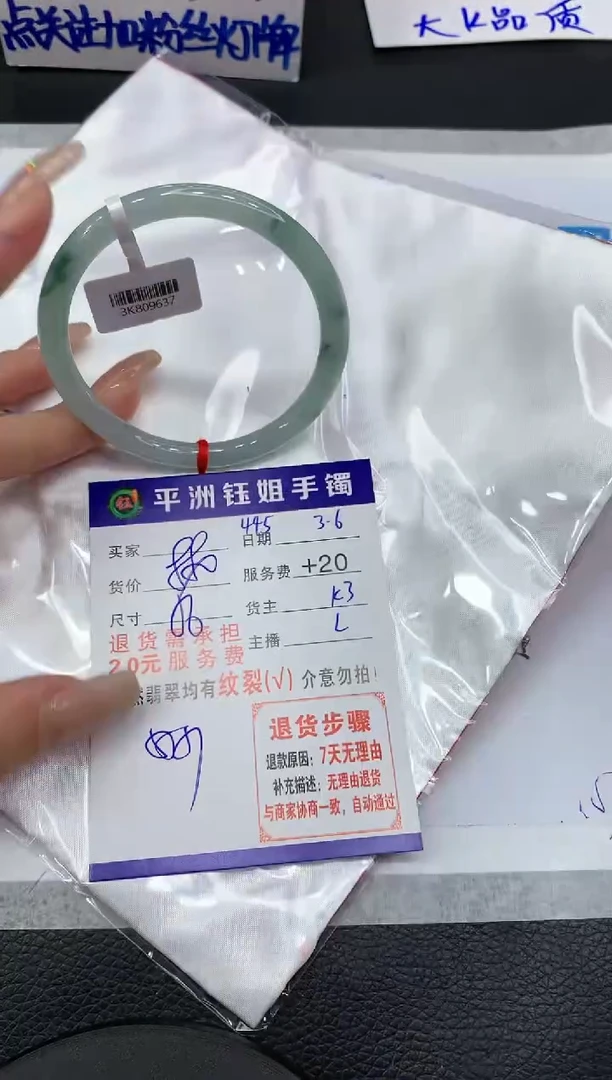 点关注加粉丝灯牌
大K品质
3K809637
平洲钰姐手镯
445 3-6
买家 日期
货价 服务费 +20
尺寸 货主 K3
退货需承担 主播 L
20元服务费
然翡翠均有纹裂(√)介意勿拍!
退货步骤
退款原因:7天无理由
补充描述:无理由退货
与商家协商一致,自动通过